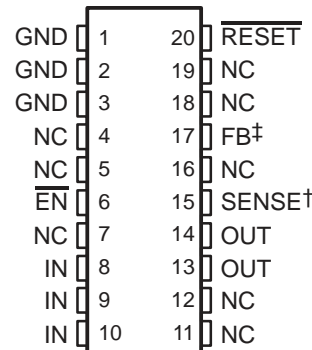 GND 1 20 RESET
GND 2 19 NC
GND 3 18 NC
NC 4 17 FB‡
NC 5 16 NC
EN 6 15 SENSE†
NC 7 14 OUT
IN 8 13 OUT
IN 9 12 NC
IN 10 11 NC